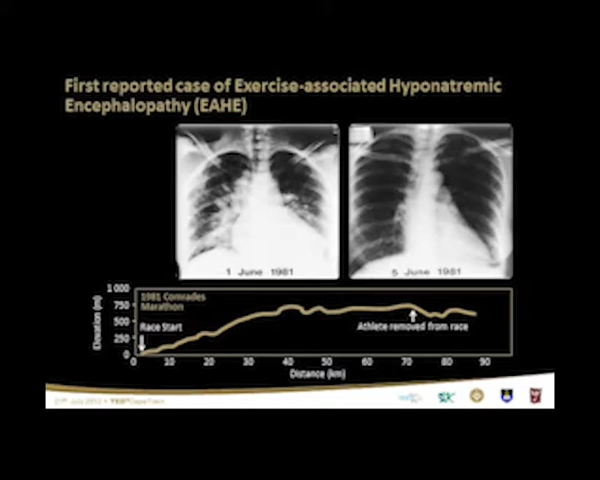 First reported case of Exercise-associated Hyponatremic
Encephalopathy (EAHE)
1 June 1981
5 June 1981
1981 Comrades
Marathon
Race Start
Athlete removed from race
Elevation (m)
1 000
750
500
250
0
0 10 20 30 40 50 60 70 80 90
Distance (km)
July 2012 •